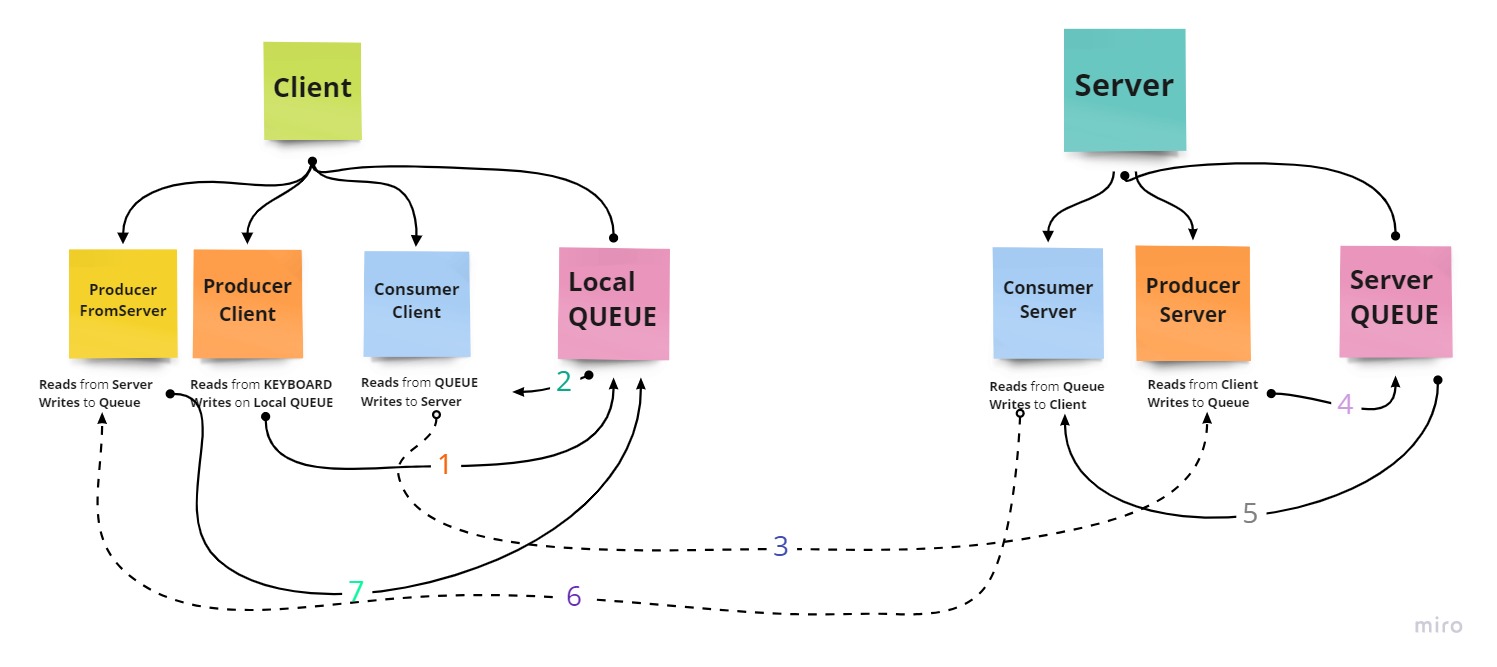 Client
Server
Producer
FromServer
Producer
Client
Consumer
Client
Local
QUEUE
Consumer
Server
Producer
Server
Server
QUEUE
Reads from Server
Writes to Queue
Reads from KEYBOARD
Writes on Local QUEUE
Reads from QUEUE
Writes to Server
2
Reads from Queue
Writes to Client
Reads from Client
Writes to Queue
4
1
5
3
7
6
miro